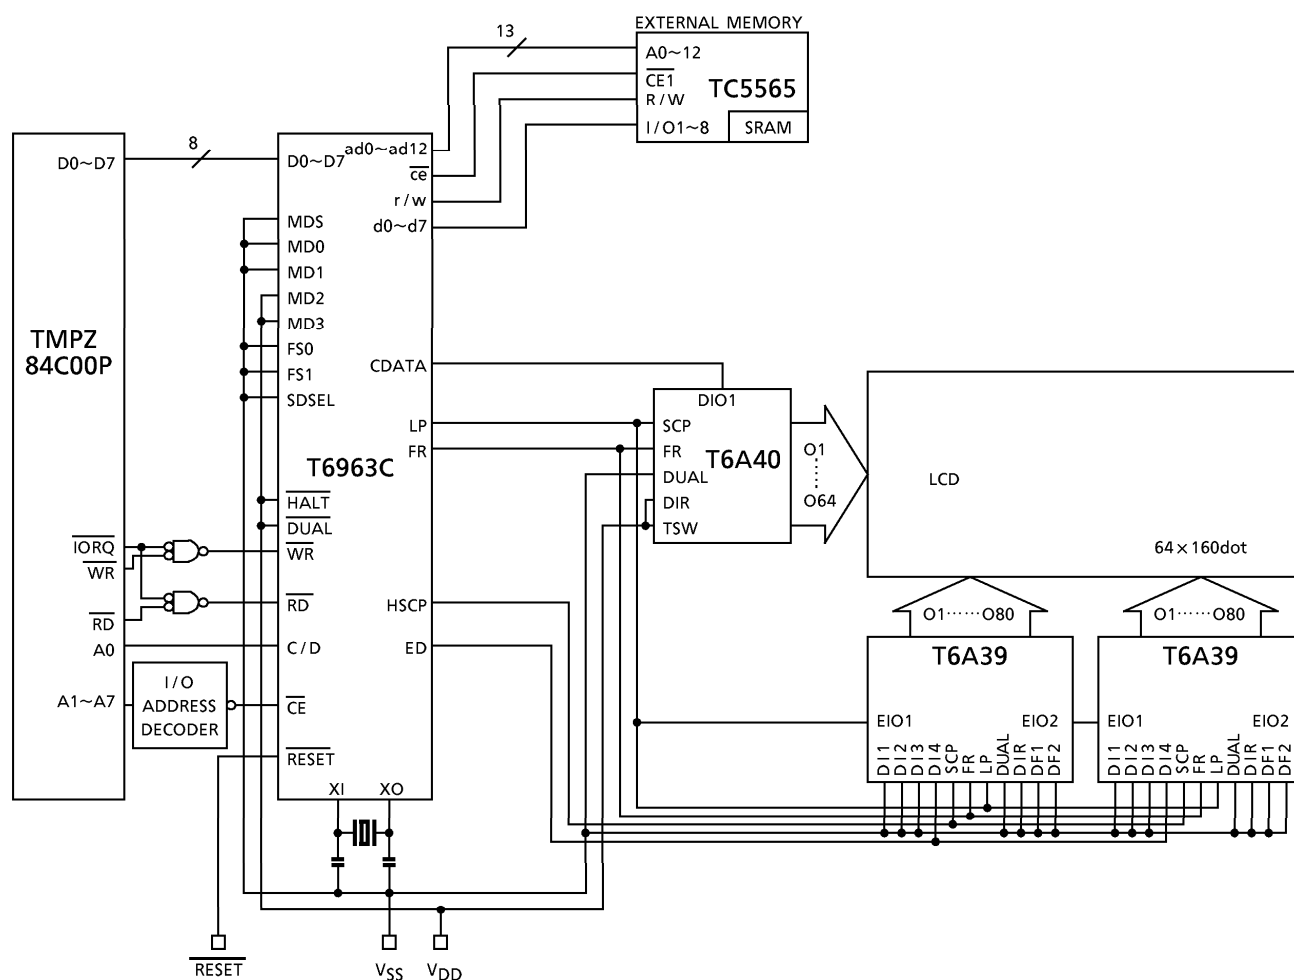 EXTERNAL MEMORY
13
A0~12
CE1
R/W
I/O1~8
TC5565
SRAM
D0~D7
TMPZ
84C00P
IORQ
WR
RD
A0
A1~A7
8
I/O
ADDRESS
DECODER
D0~D7
MDS
MD0
MD1
MD2
MD3
FS0
FS1
SDSEL
T6963C
HALT
DUAL
WR
RD
C/D
CE
RESET
XI
XO
ad0~ad12
ce
r/w
d0~d7
CDATA
LP
FR
HSCP
ED
DIO1
SCP
FR
DUAL
DIR
TSW
T6A40
O1
O64
LCD
64×160dot
O1······O80
O1······O80
T6A39
EIO1
EIO2
DI1
DI2
DI3
DI4
SCP
FR
LP
DUAL
DIR
DF1
DF2
T6A39
EIO1
EIO2
DI1
DI2
DI3
DI4
SCP
FR
LP
DUAL
DIR
DF1
DF2
RESET
VSS
VDD